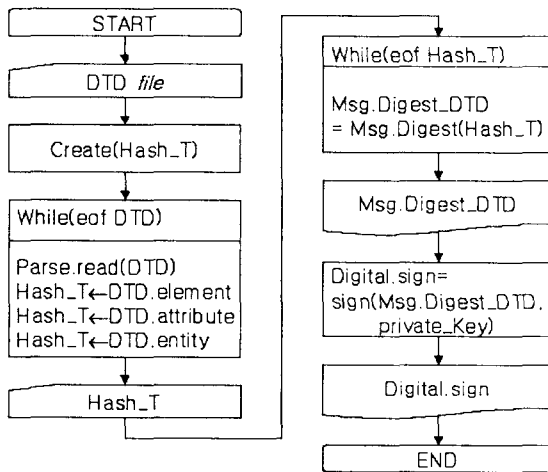 START
DTD file
Create(Hash_T)
While(eof DTD)
Parse.read(DTD)
Hash_T←DTD.element
Hash_T←DTD.attribute
Hash_T←DTD.entity
Hash_T
While(eof Hash_T)
Msg.Digest_DTD
= Msg.Digest(Hash_T)
Msg.Digest_DTD
Digital.sign=
sign(Msg.Digest_DTD,
private_Key)
Digital.sign
END